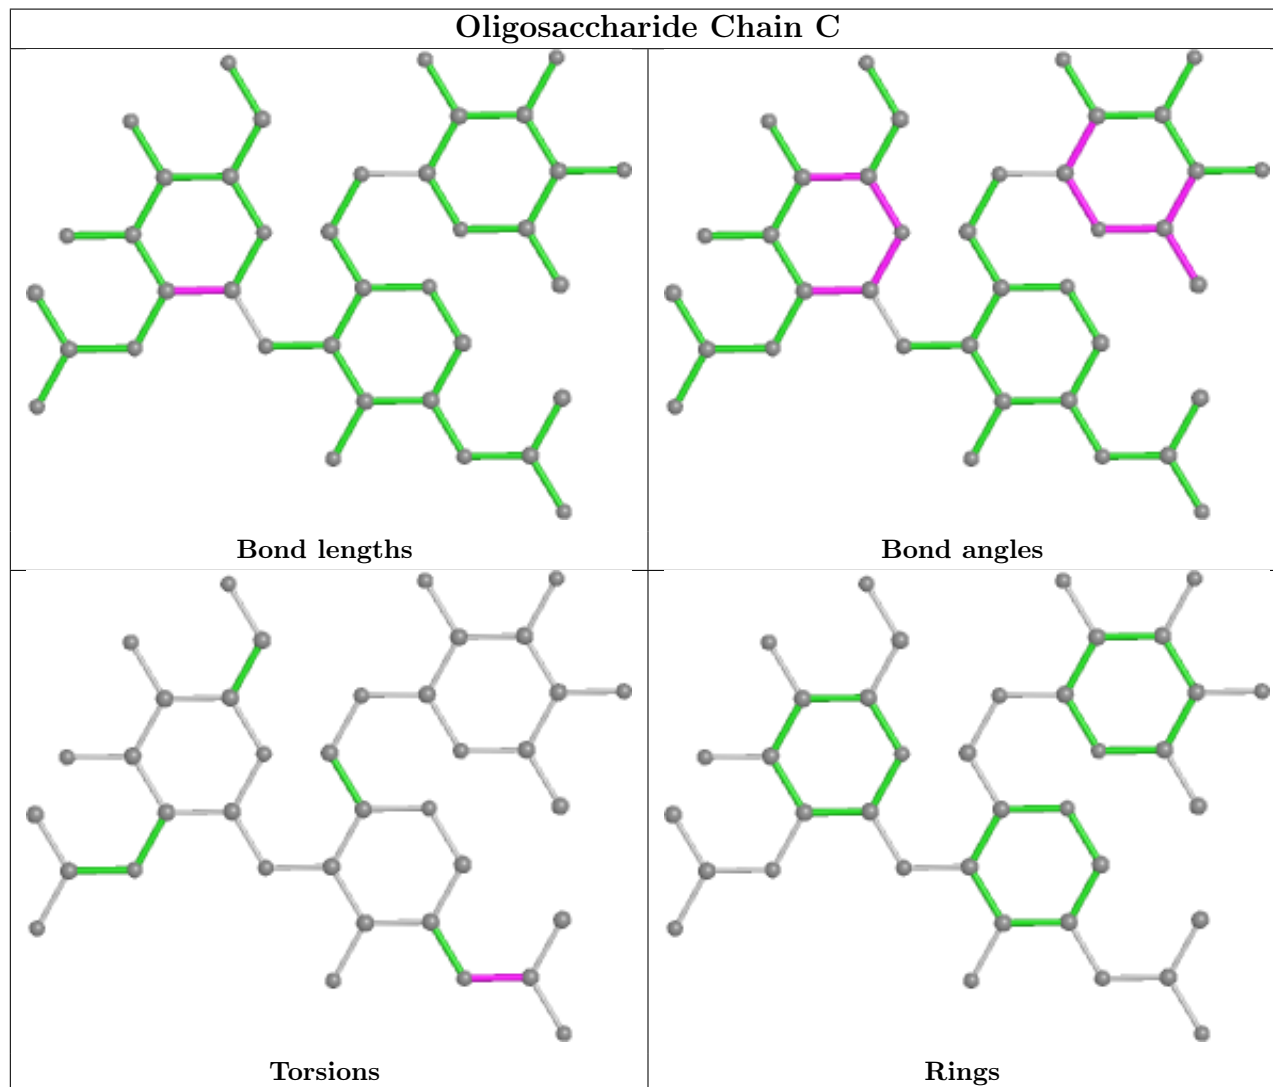 Oligosaccharide Chain C
Bond lengths
Bond angles
Torsions
Rings